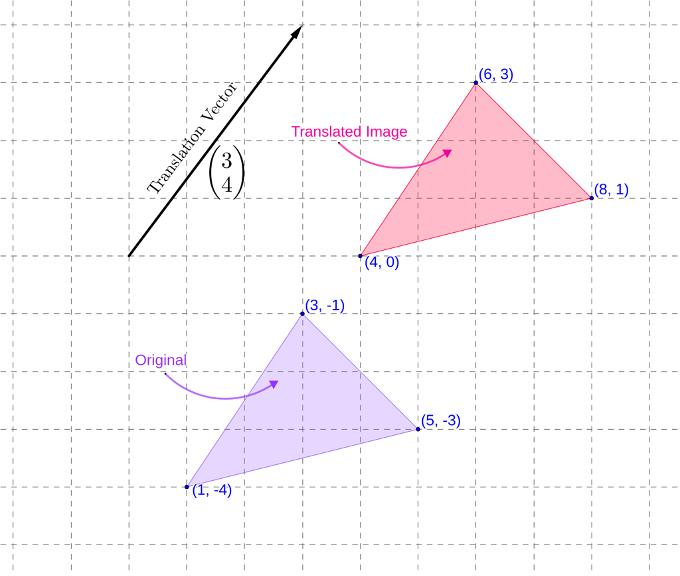 (6, 3)
Translation Vector
Translated Image
3
4
(8, 1)
(4, 0)
(3, -1)
Original
(5, -3)
(1, -4)